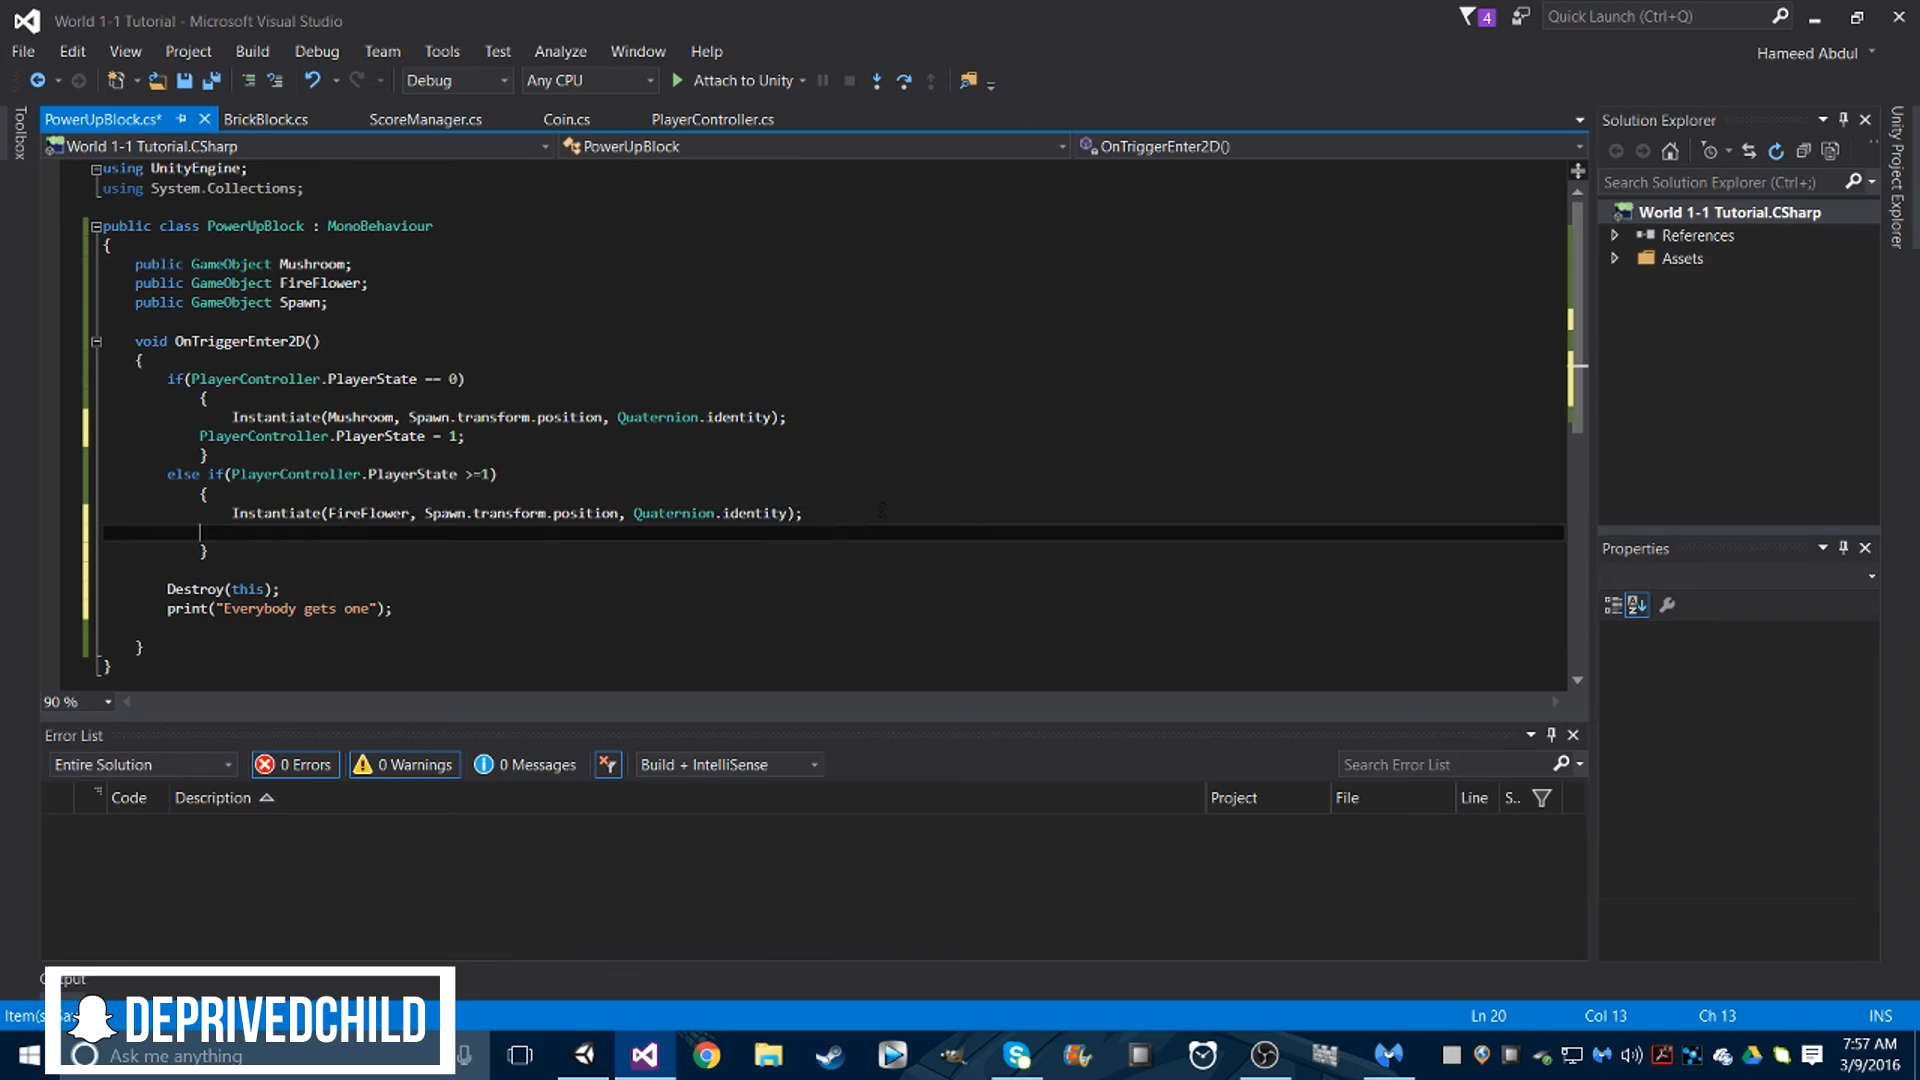 World 1-1 Tutorial - Microsoft Visual Studio
4
Quick Launch (Ctrl+Q)
File Edit View Project Build Debug Team Tools Test Analyze Window Help
Hameed Abdul
Debug Any CPU Attach to Unity
Toolbox
PowerUpBlock.cs* BrickBlock.cs ScoreManager.cs Coin.cs PlayerController.cs
World 1-1 Tutorial.CSharp PowerUpBlock OnTriggerEnter2D()
using UnityEngine;
using System.Collections;
public class PowerUpBlock : MonoBehaviour
{
public GameObject Mushroom;
public GameObject FireFlower;
public GameObject Spawn;
void OnTriggerEnter2D()
{
if(PlayerController.PlayerState == 0)
{
Instantiate(Mushroom, Spawn.transform.position, Quaternion.identity);
PlayerController.PlayerState = 1;
}
else if(PlayerController.PlayerState >=1)
{
Instantiate(FireFlower, Spawn.transform.position, Quaternion.identity);
}
Destroy(this);
print("Everybody gets one");
}
}
90 %
Solution Explorer
Search Solution Explorer (Ctrl+;)
World 1-1 Tutorial.CSharp
References
Assets
Unity Project Explorer
Properties
Error List
Entire Solution 0 Errors 0 Warnings 0 Messages Build + IntelliSense Search Error List
Code Description Project File Line S..
DEPRIVEDCHILD
Ln 20 Col 13 Ch 13 INS
Ask me anything
7:57 AM
3/9/2016